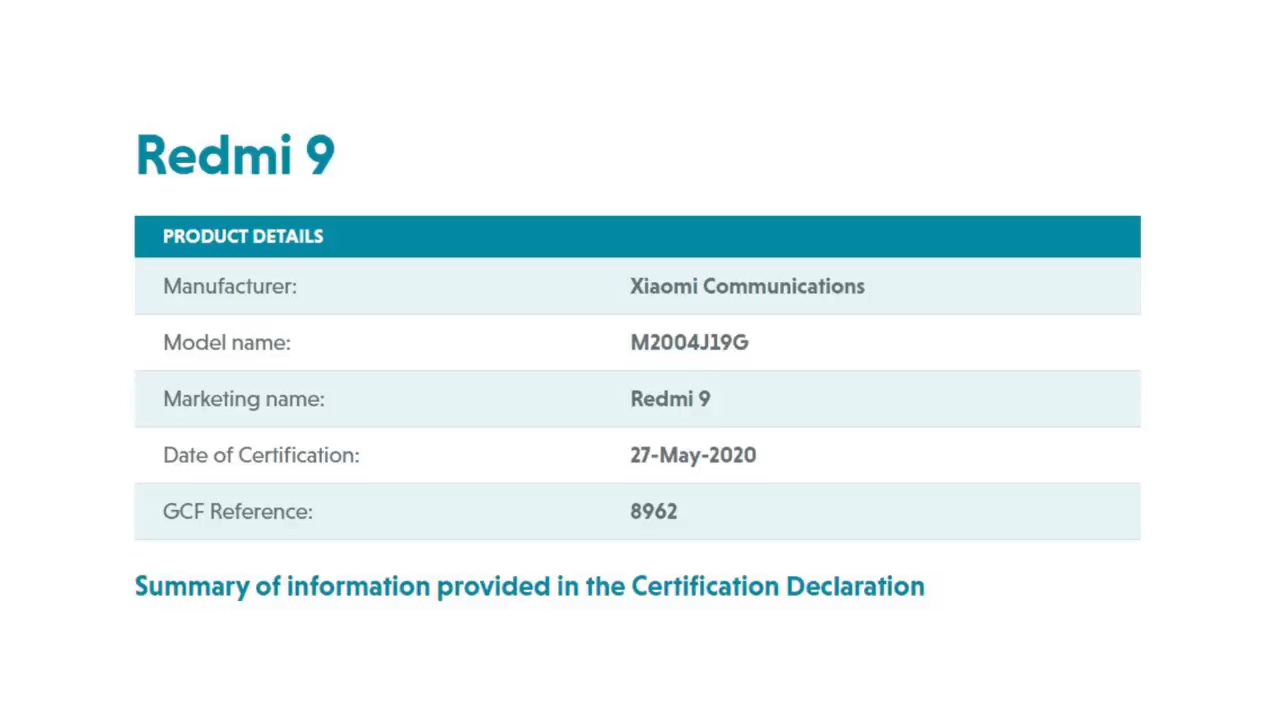 Redmi 9
PRODUCT DETAILS
Manufacturer: Xiaomi Communications
Model name: M2004J19G
Marketing name: Redmi 9
Date of Certification: 27-May-2020
GCF Reference: 8962
Summary of information provided in the Certification Declaration